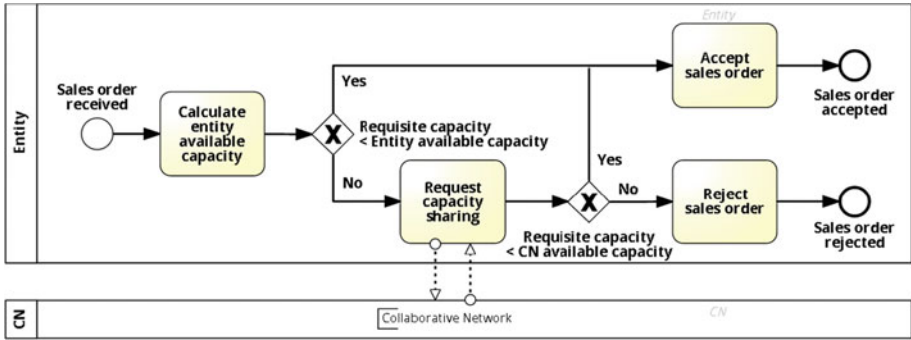 Entity
Entity
Sales order
received
Calculate
entity
available
capacity
Yes
X
Requisite capacity
< Entity available capacity
No
Request
capacity
sharing
Yes
X
No
Requisite capacity
< CN available capacity
Accept
sales order
Sales order
accepted
Reject
sales order
Sales order
rejected
CN
Collaborative Network
CN